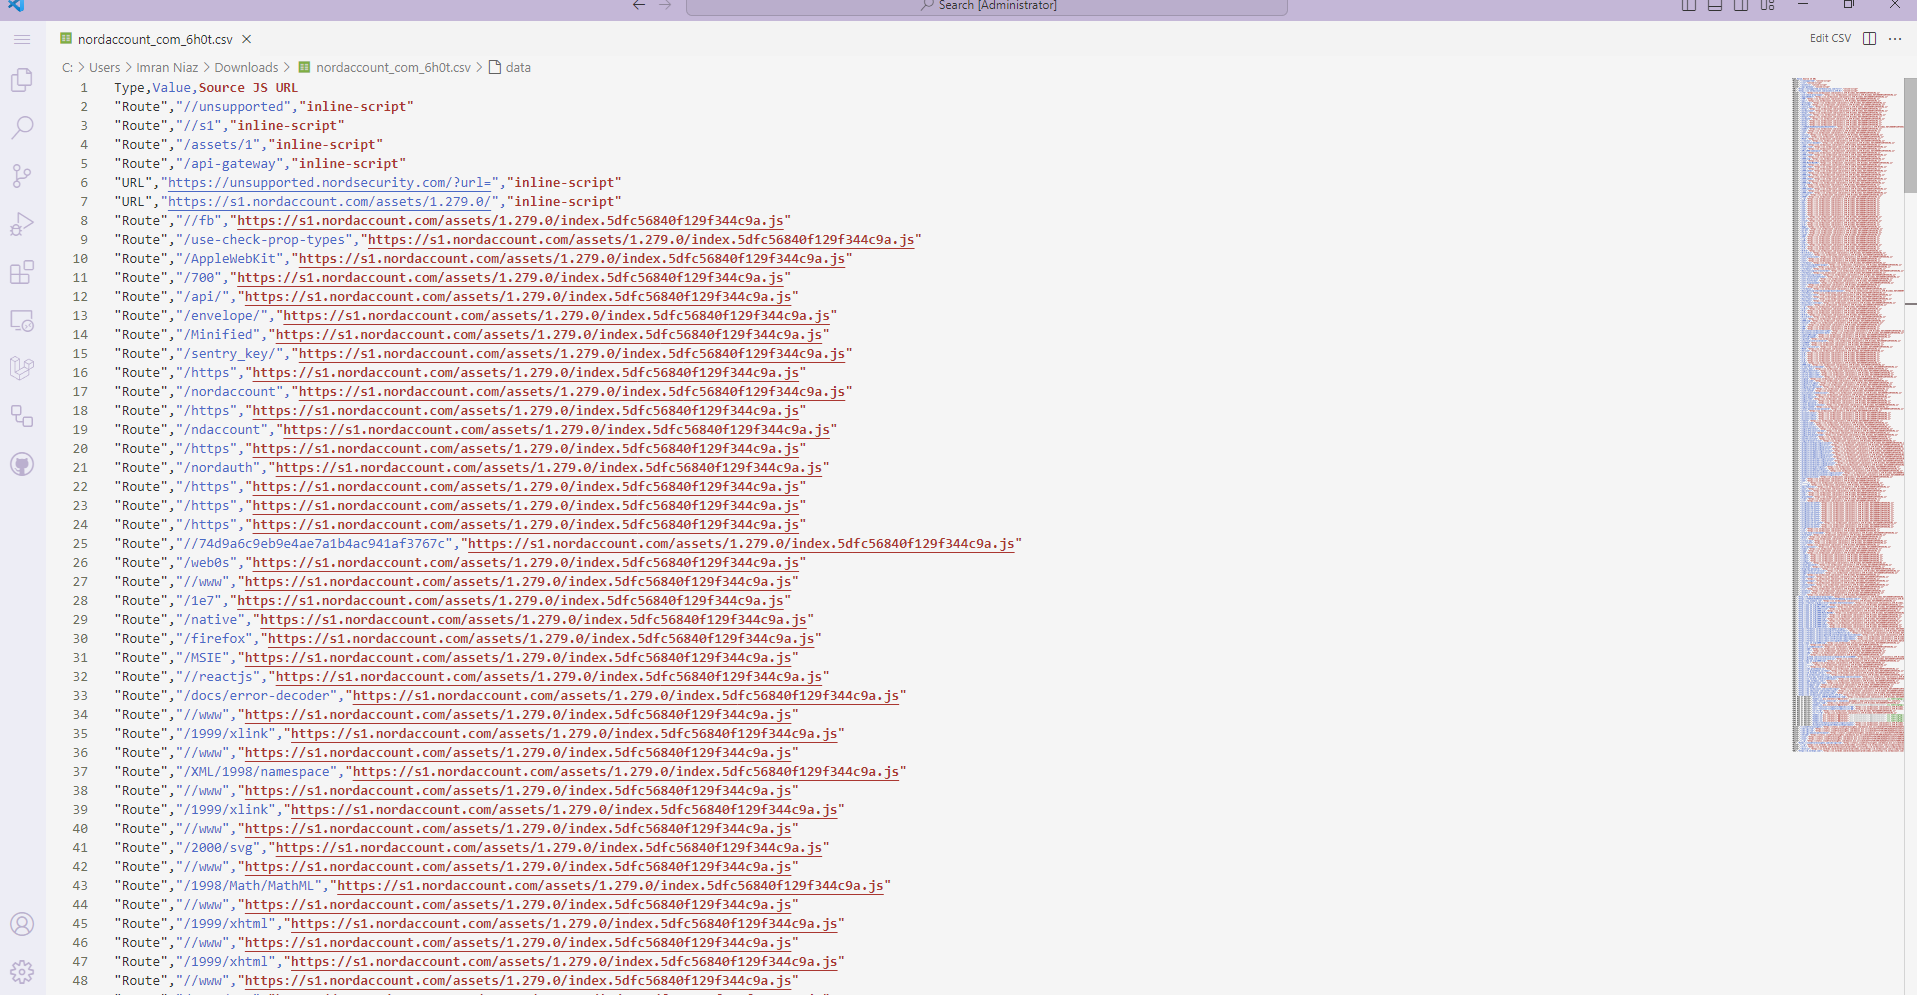 Search [Administrator]
nordaccount_com_6h0t.csv
Edit CSV
C: > Users > Imran Niaz > Downloads > nordaccount_com_6h0t.csv > data
1 Type,Value,Source JS URL
2 "Route","//unsupported","inline-script"
3 "Route","//s1","inline-script"
4 "Route","/assets/1","inline-script"
5 "Route","/api-gateway","inline-script"
6 "URL","https://unsupported.nordsecurity.com/?url=","inline-script"
7 "URL","https://s1.nordaccount.com/assets/1.279.0/","inline-script"
8 "Route","//fb","https://s1.nordaccount.com/assets/1.279.0/index.5dfc56840f129f344c9a.js"
9 "Route","/use-check-prop-types","https://s1.nordaccount.com/assets/1.279.0/index.5dfc56840f129f344c9a.js"
10 "Route","/AppleWebKit","https://s1.nordaccount.com/assets/1.279.0/index.5dfc56840f129f344c9a.js"
11 "Route","/700","https://s1.nordaccount.com/assets/1.279.0/index.5dfc56840f129f344c9a.js"
12 "Route","/api/","https://s1.nordaccount.com/assets/1.279.0/index.5dfc56840f129f344c9a.js"
13 "Route","/envelope/","https://s1.nordaccount.com/assets/1.279.0/index.5dfc56840f129f344c9a.js"
14 "Route","/Minified","https://s1.nordaccount.com/assets/1.279.0/index.5dfc56840f129f344c9a.js"
15 "Route","/sentry_key/","https://s1.nordaccount.com/assets/1.279.0/index.5dfc56840f129f344c9a.js"
16 "Route","/https","https://s1.nordaccount.com/assets/1.279.0/index.5dfc56840f129f344c9a.js"
17 "Route","/nordaccount","https://s1.nordaccount.com/assets/1.279.0/index.5dfc56840f129f344c9a.js"
18 "Route","/https","https://s1.nordaccount.com/assets/1.279.0/index.5dfc56840f129f344c9a.js"
19 "Route","/ndaccount","https://s1.nordaccount.com/assets/1.279.0/index.5dfc56840f129f344c9a.js"
20 "Route","/https","https://s1.nordaccount.com/assets/1.279.0/index.5dfc56840f129f344c9a.js"
21 "Route","/nordauth","https://s1.nordaccount.com/assets/1.279.0/index.5dfc56840f129f344c9a.js"
22 "Route","/https","https://s1.nordaccount.com/assets/1.279.0/index.5dfc56840f129f344c9a.js"
23 "Route","/https","https://s1.nordaccount.com/assets/1.279.0/index.5dfc56840f129f344c9a.js"
24 "Route","/https","https://s1.nordaccount.com/assets/1.279.0/index.5dfc56840f129f344c9a.js"
25 "Route","//74d9a6c9eb9e4ae7a1b4ac941af3767c","https://s1.nordaccount.com/assets/1.279.0/index.5dfc56840f129f344c9a.js"
26 "Route","/web0s","https://s1.nordaccount.com/assets/1.279.0/index.5dfc56840f129f344c9a.js"
27 "Route","//www","https://s1.nordaccount.com/assets/1.279.0/index.5dfc56840f129f344c9a.js"
28 "Route","/1e7","https://s1.nordaccount.com/assets/1.279.0/index.5dfc56840f129f344c9a.js"
29 "Route","/native","https://s1.nordaccount.com/assets/1.279.0/index.5dfc56840f129f344c9a.js"
30 "Route","/firefox","https://s1.nordaccount.com/assets/1.279.0/index.5dfc56840f129f344c9a.js"
31 "Route","/MSIE","https://s1.nordaccount.com/assets/1.279.0/index.5dfc56840f129f344c9a.js"
32 "Route","//reactjs","https://s1.nordaccount.com/assets/1.279.0/index.5dfc56840f129f344c9a.js"
33 "Route","/docs/error-decoder","https://s1.nordaccount.com/assets/1.279.0/index.5dfc56840f129f344c9a.js"
34 "Route","//www","https://s1.nordaccount.com/assets/1.279.0/index.5dfc56840f129f344c9a.js"
35 "Route","/1999/xlink","https://s1.nordaccount.com/assets/1.279.0/index.5dfc56840f129f344c9a.js"
36 "Route","//www","https://s1.nordaccount.com/assets/1.279.0/index.5dfc56840f129f344c9a.js"
37 "Route","/XML/1998/namespace","https://s1.nordaccount.com/assets/1.279.0/index.5dfc56840f129f344c9a.js"
38 "Route","//www","https://s1.nordaccount.com/assets/1.279.0/index.5dfc56840f129f344c9a.js"
39 "Route","/1999/xlink","https://s1.nordaccount.com/assets/1.279.0/index.5dfc56840f129f344c9a.js"
40 "Route","//www","https://s1.nordaccount.com/assets/1.279.0/index.5dfc56840f129f344c9a.js"
41 "Route","/2000/svg","https://s1.nordaccount.com/assets/1.279.0/index.5dfc56840f129f344c9a.js"
42 "Route","//www","https://s1.nordaccount.com/assets/1.279.0/index.5dfc56840f129f344c9a.js"
43 "Route","/1998/Math/MathML","https://s1.nordaccount.com/assets/1.279.0/index.5dfc56840f129f344c9a.js"
44 "Route","//www","https://s1.nordaccount.com/assets/1.279.0/index.5dfc56840f129f344c9a.js"
45 "Route","/1999/xhtml","https://s1.nordaccount.com/assets/1.279.0/index.5dfc56840f129f344c9a.js"
46 "Route","//www","https://s1.nordaccount.com/assets/1.279.0/index.5dfc56840f129f344c9a.js"
47 "Route","/1999/xhtml","https://s1.nordaccount.com/assets/1.279.0/index.5dfc56840f129f344c9a.js"
48 "Route","//www","https://s1.nordaccount.com/assets/1.279.0/index.5dfc56840f129f344c9a.js"